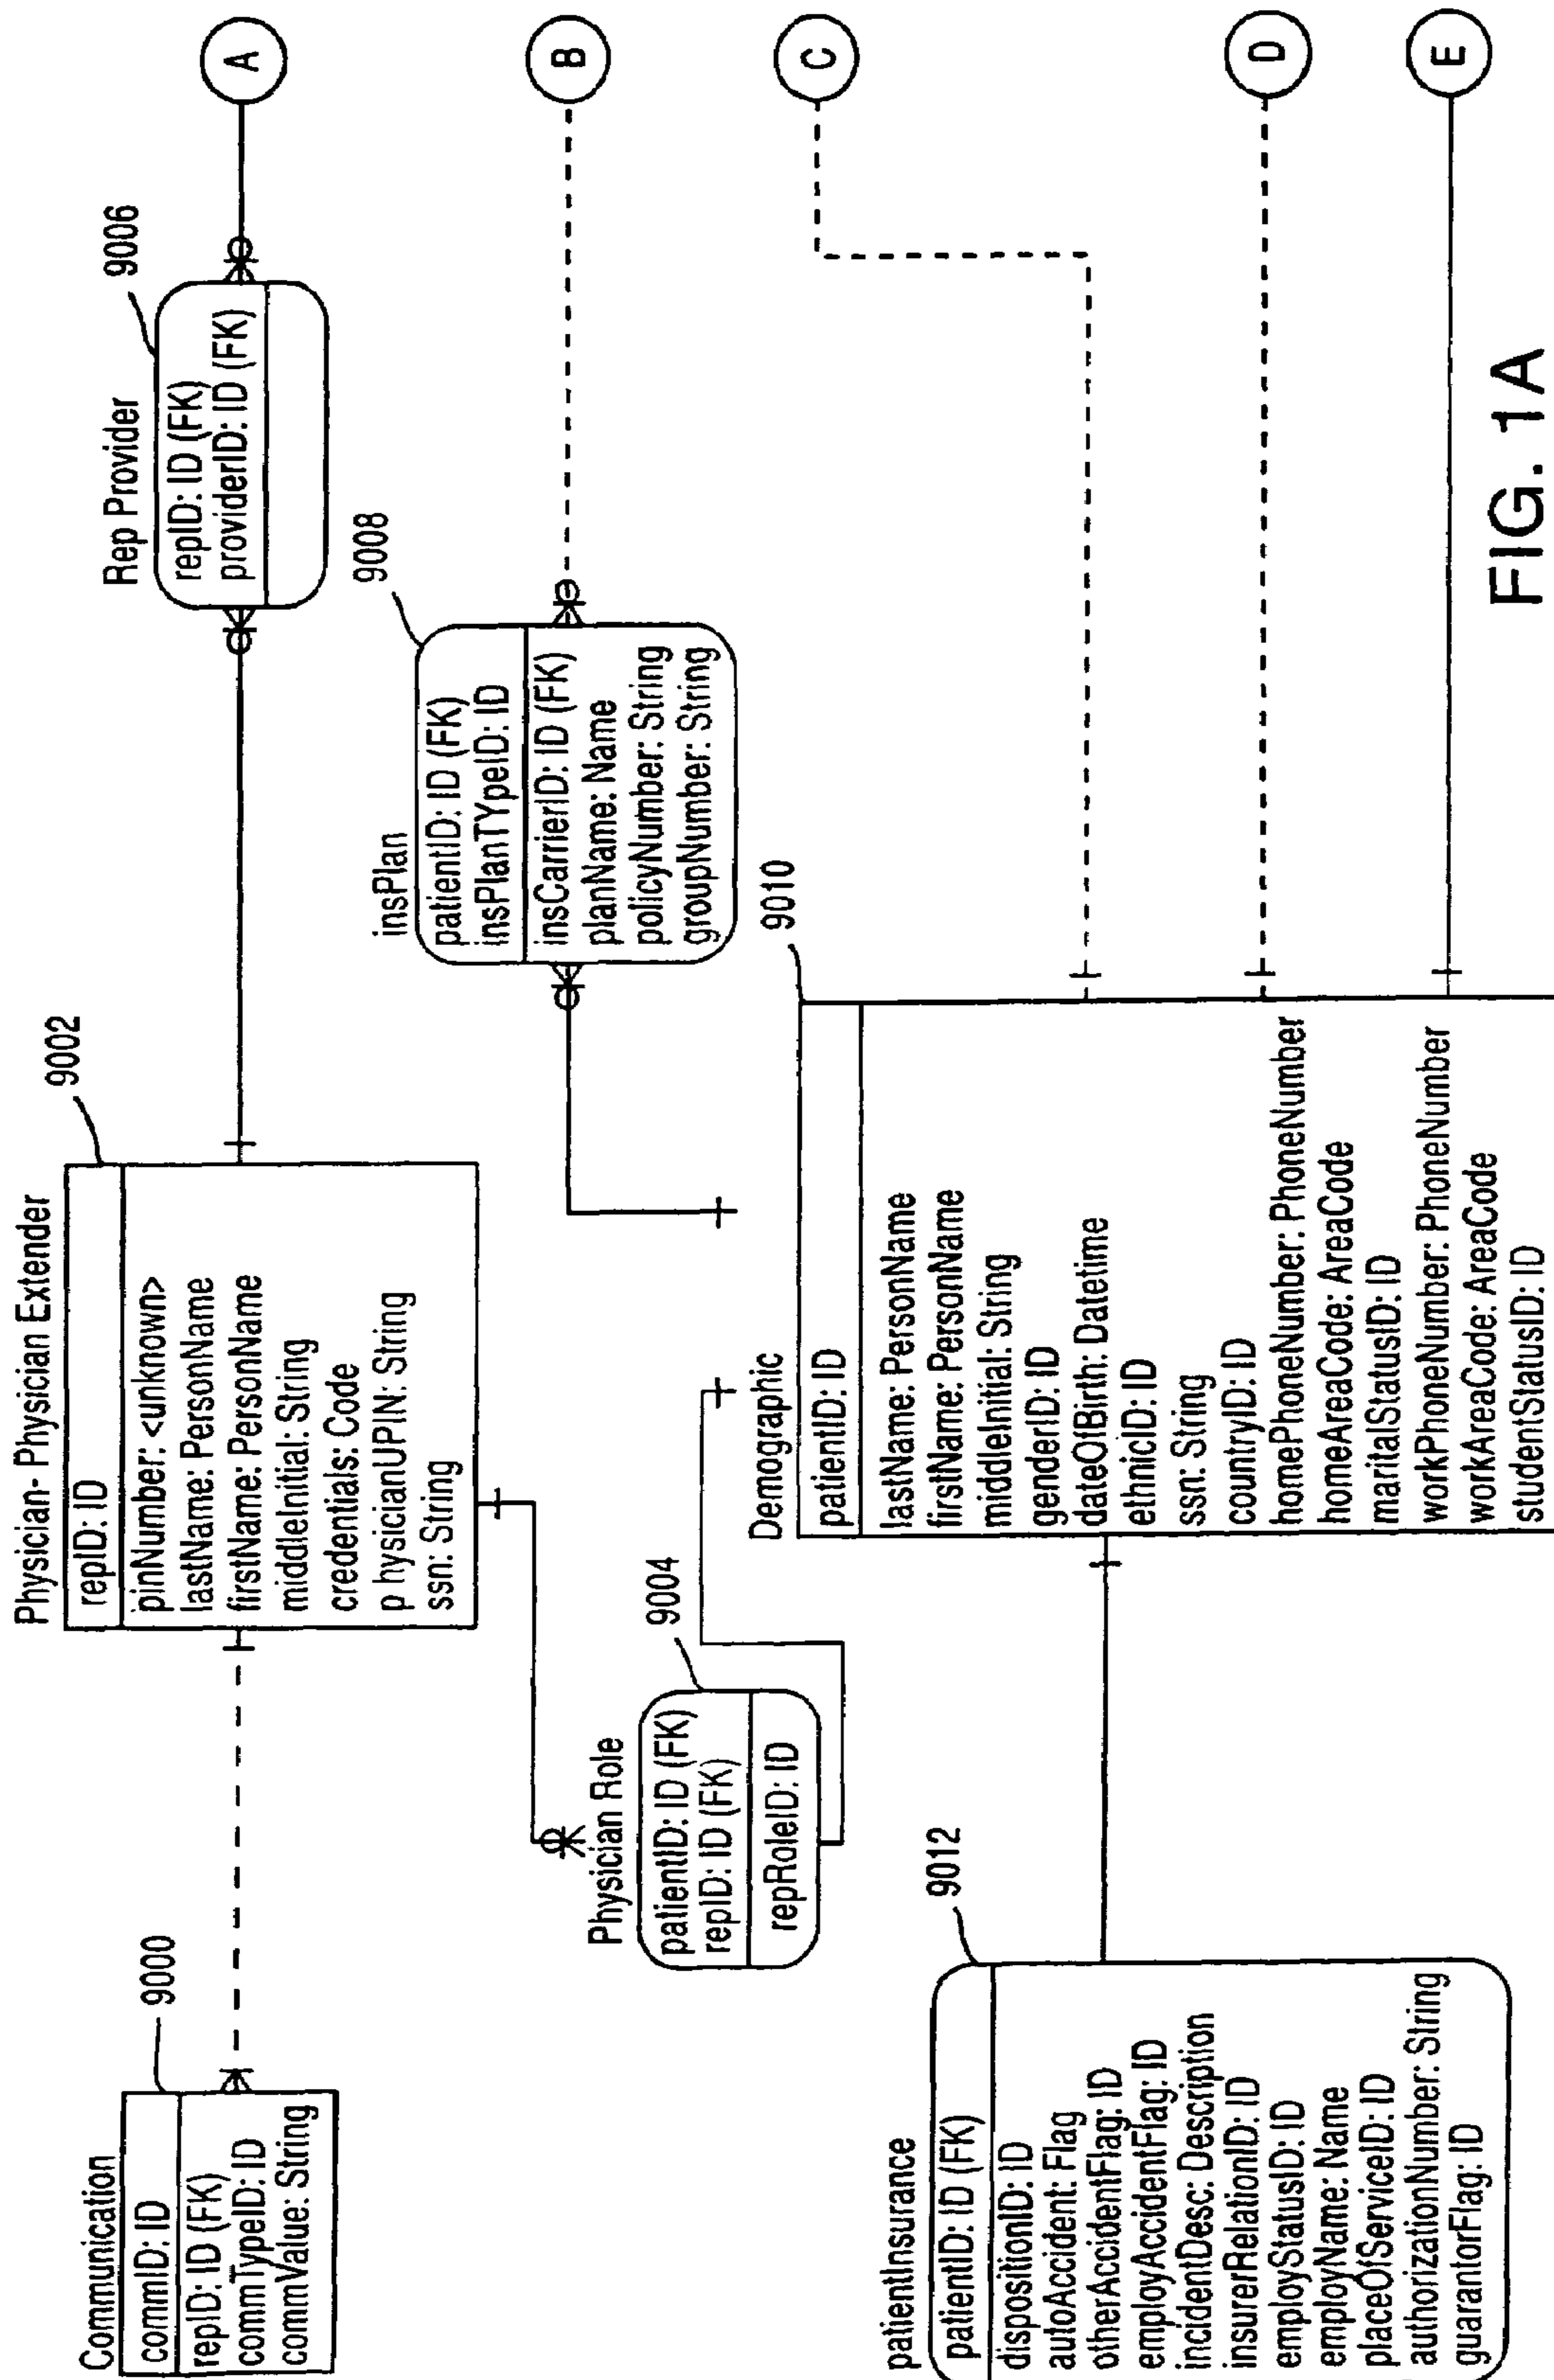 Communication
9000
commID: ID
repID: ID (FK)
commTypeID: ID
commValue: String
Physician- Physician Extender
9002
repID: ID
pinNumber: <unknown>
lastName: PersonName
firstName: PersonName
middleInitial: String
credentials: Code
p hysicianUPIN: String
ssn: String
Rep Provider
9006
repID: ID (FK)
providerID: ID (FK)
A
Physician Role
9004
patientID: ID (FK)
repID: ID (FK)
repRoleID: ID
insPlan
9008
patientID: ID (FK)
insPlanTYpeID: ID
insCarrierID: ID (FK)
planName: Name
policyNumber: String
groupNumber: String
B
patientInsurance
9012
patientID: ID (FK)
dispositionID: ID
autoAccident: Flag
otherAccidentFlag: ID
employAccidentFlag: ID
incidentDesc: Description
insurerRelationID: ID
employStatusID: ID
employName: Name
placeOfServiceID: ID
authorizationNumber: String
guarantorFlag: ID
Demographic
9010
patientID: ID
lastName: PersonName
firstName: PersonName
middleInitial: String
genderID: ID
dateOfBirth: Datetime
ethnicID: ID
ssn: String
countryID: ID
homePhoneNumber: PhoneNumber
homeAreaCode: AreaCode
maritalStatusID: ID
workPhoneNumber: PhoneNumber
workAreaCode: AreaCode
studentStatusID: ID
C
D
E
FIG. 1A